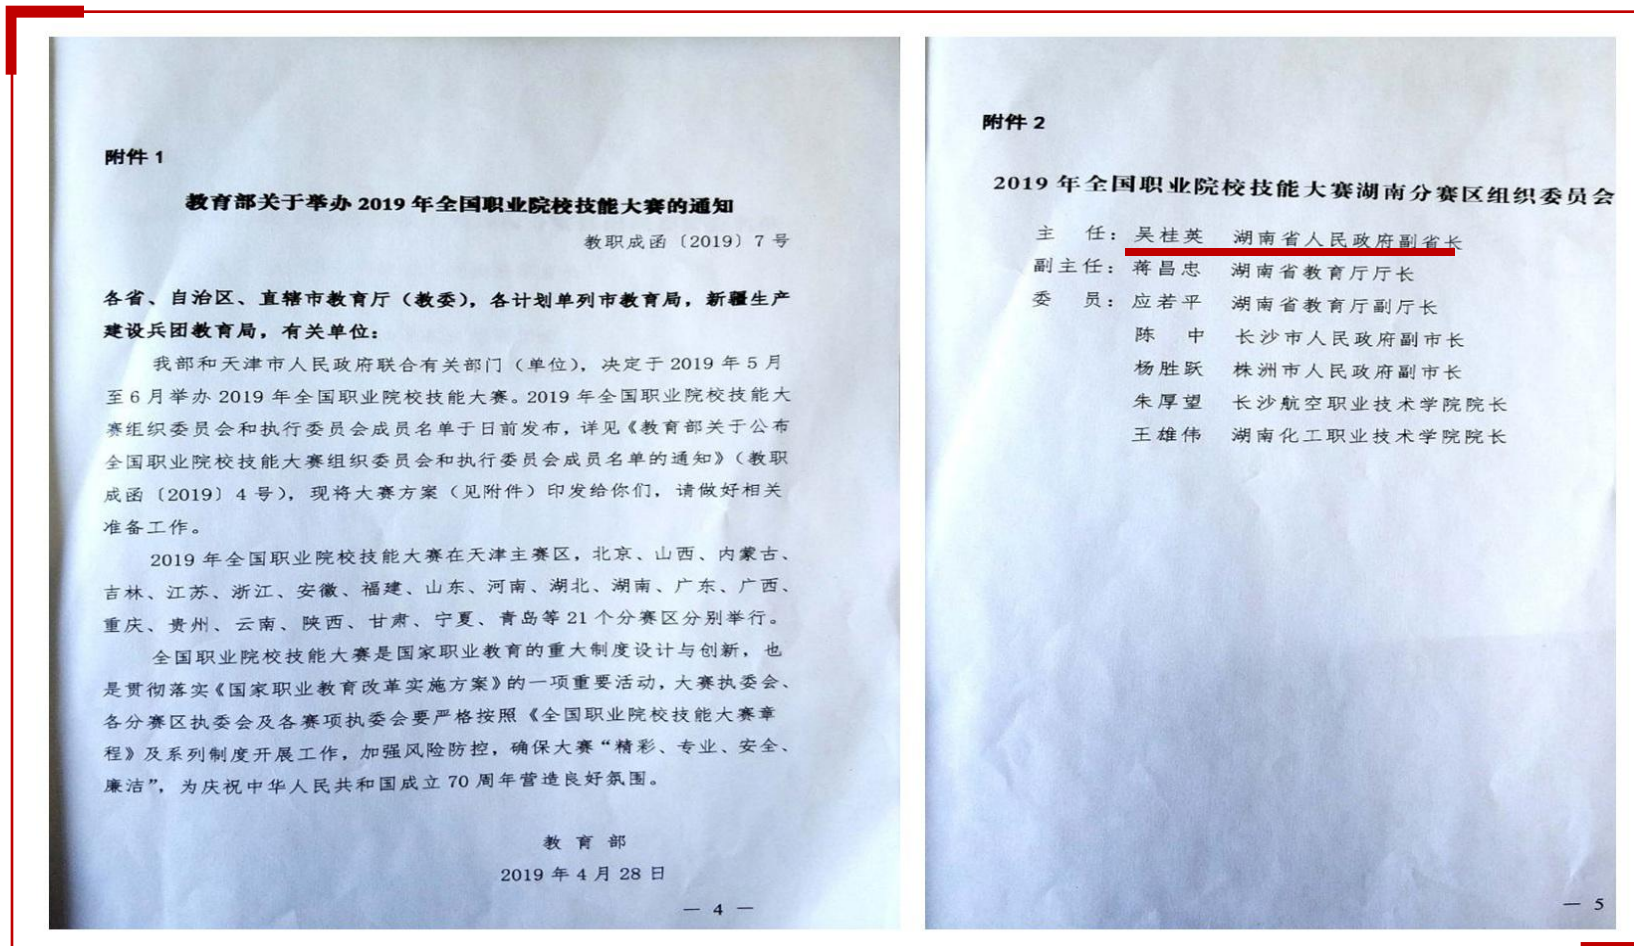 附件 1
教育部关于举办 2019 年全国职业院校技能大赛的通知
教职成函〔2019〕7 号
各省、自治区、直辖市教育厅（教委），各计划单列市教育局，新疆生产
建设兵团教育局，有关单位：
我部和天津市人民政府联合有关部门（单位），决定于 2019 年 5 月
至 6 月举办 2019 年全国职业院校技能大赛。2019 年全国职业院校技能大
赛组织委员会和执行委员会成员名单于日前发布，详见《教育部关于公布
全国职业院校技能大赛组织委员会和执行委员会成员名单的通知》（教职
成函〔2019〕4 号），现将大赛方案（见附件）印发给你们，请做好相关
准备工作。
2019 年全国职业院校技能大赛在天津主赛区，北京、山西、内蒙古、
吉林、江苏、浙江、安徽、福建、山东、河南、湖北、湖南、广东、广西、
重庆、贵州、云南、陕西、甘肃、宁夏、青岛等 21 个分赛区分别举行。
全国职业院校技能大赛是国家职业教育的重大制度设计与创新，也
是贯彻落实《国家职业教育改革实施方案》的一项重要活动，大赛执委会、
各分赛区执委会及各赛项执委会要严格按照《全国职业院校技能大赛章
程》及系列制度开展工作，加强风险防控，确保大赛“精彩、专业、安全、
廉洁”，为庆祝中华人民共和国成立 70 周年营造良好氛围。
教 育 部
2019 年 4 月 28 日
— 4 —
附件 2
2019 年全国职业院校技能大赛湖南分赛区组织委员会
主　任：吴桂英　湖南省人民政府副省长
副主任：蒋昌忠　湖南省教育厅厅长
委　员：应若平　湖南省教育厅副厅长
陈　中　长沙市人民政府副市长
杨胜跃　株洲市人民政府副市长
朱厚望　长沙航空职业技术学院院长
王雄伟　湖南化工职业技术学院院长
— 5